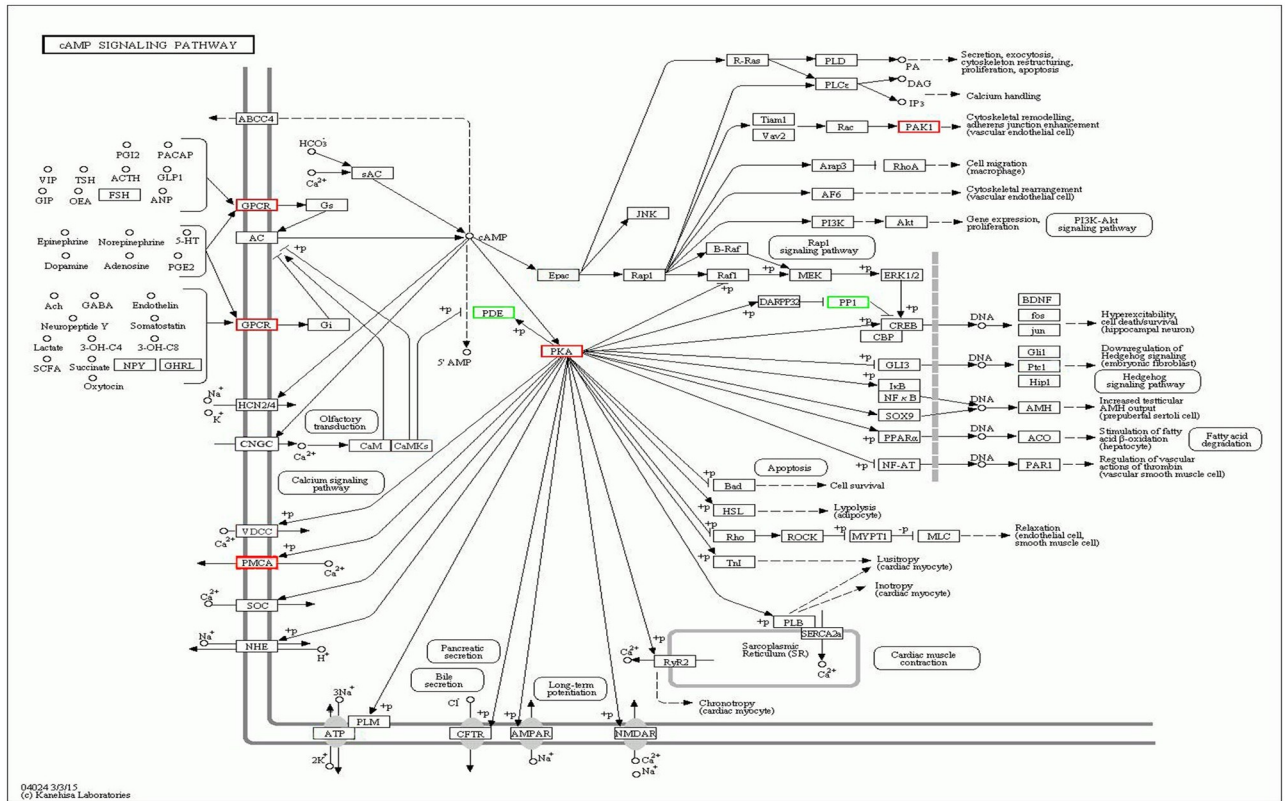 cAMP SIGNALING PATHWAY
ABCC4
HCO3-
Ca2+
sAC
PGI2
PACAP
VIP
TSH
ACTH
GLP1
GIP
OEA
FSH
ANP
GPCR
Gs
AC
+p
cAMP
Epinephrine
Norepinephrine
5-HT
Dopamine
Adenosine
PGE2
Ach
GABA
Endothelin
Neuropeptide Y
Somatostatin
Lactate
3-OH-C4
3-OH-C8
SCFA
Succinate
NPY
GHRL
Oxytocin
GPCR
Gi
+p
PDE
+p
5' AMP
Na+
K+
HCN2/4
CNGC
Ca2+
Olfactory
transduction
CaM
CaMKs
Calcium signaling
pathway
VDCC
+p
Ca2+
PMCA
+p
Ca2+
SOC
Ca2+
NHE
+p
Na+
H+
R-Ras
PLD
PA
Secretion, exocytosis,
cytoskeleton restructuring,
proliferation, apoptosis
PLCε
DAG
IP3
Calcium handling
Tiam1
Vav2
Rac
PAK1
Cytoskeletal remodelling,
adherens junction enhancement
(vascular endothelial cell)
Arap3
RhoA
Cell migration
(macrophage)
AF6
Cytoskeletal rearrangement
(vascular endothelial cell)
JNK
PI3K
Akt
Gene expression,
proliferation
PI3K-Akt
signaling pathway
Rap1
signaling pathway
Epac
Rap1
B-Raf
Raf1
+p
+p
MEK
+p
ERK1/2
+p
DARPP32
PP1
+p
PKA
+p
CREB
CBP
DNA
BDNF
fos
jun
Hyperexcitability,
cell death/survival
(hippocampal neuron)
+p
GLI3
DNA
Gli1
Ptc1
Hip1
Downregulation of
Hedgehog signaling
(embryonic fibroblast)
Hedgehog
signaling pathway
+p
IκB
NFκB
+p
SOX9
DNA
AMH
Increased testticular
AMH output
(prepubertal sertoli cell)
+p
PPARα
DNA
ACO
Stimulation of fatty
acid β-oxidation
(hepatocyte)
Fatty acid
degradation
+p
NF-AT
DNA
PAR1
Regulation of vascular
actions of thrombin
(vascular smooth muscle cell)
Apoptosis
+p
Bad
Cell survival
+p
HSL
Lypolysis
(adipocyte)
+p
Rho
ROCK
+p
MYPT1
-p
MLC
Relaxation
(endothelial cell,
smooth muscle cell)
+p
TnI
Lusitropy
(cardiac myocyte)
Inotropy
(cardiac myocyte)
+p
PLB
SERCA2a
Sarcoplasmic
Reticulum (SR)
Ca2+
Cardiac muscle
contraction
+p
RyR2
Ca2+
Chronotropy
(cardiac myocyte)
Pancreatic
secretion
Bile
secretion
Long-term
potentiation
3Na+
+p
PLM
ATP
2K+
Cl-
+p
CFTR
+p
AMPAR
Na+
+p
NMDAR
Ca2+
Na+
04024 3/3/15
(c) Kanehisa Laboratories